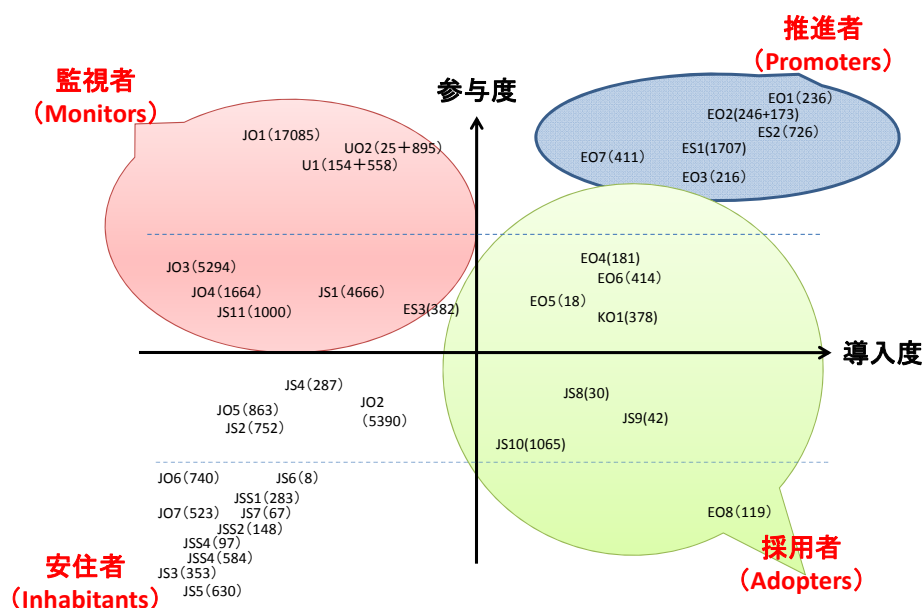 推進者
（Promoters）
監視者
（Monitors）
参与度
EO1（236）
EO2（246+173）
ES2（726）
JO1（17085）
UO2（25＋895）
U1（154＋558）
ES1(1707）
EO7（411）
EO3（216）
JO3（5294）
JO4（1664）
JS11（1000）
JS1（4666）
ES3(382）
EO4(181)
EO6（414）
EO5（18）
KO1(378)
導入度
JS4（287）
JO2
（5390）
JO5（863）
JS2（752）
JS8(30)
JS9(42)
JS10(1065)
JO6（740）
JS6（8）
JSS1（283）
JO7（523）
JS7（67）
JSS2（148）
JSS4（97）
JSS4（584）
JS3（353）
JS5（630）
EO8（119）
安住者
（Inhabitants）
採用者
（Adopters）